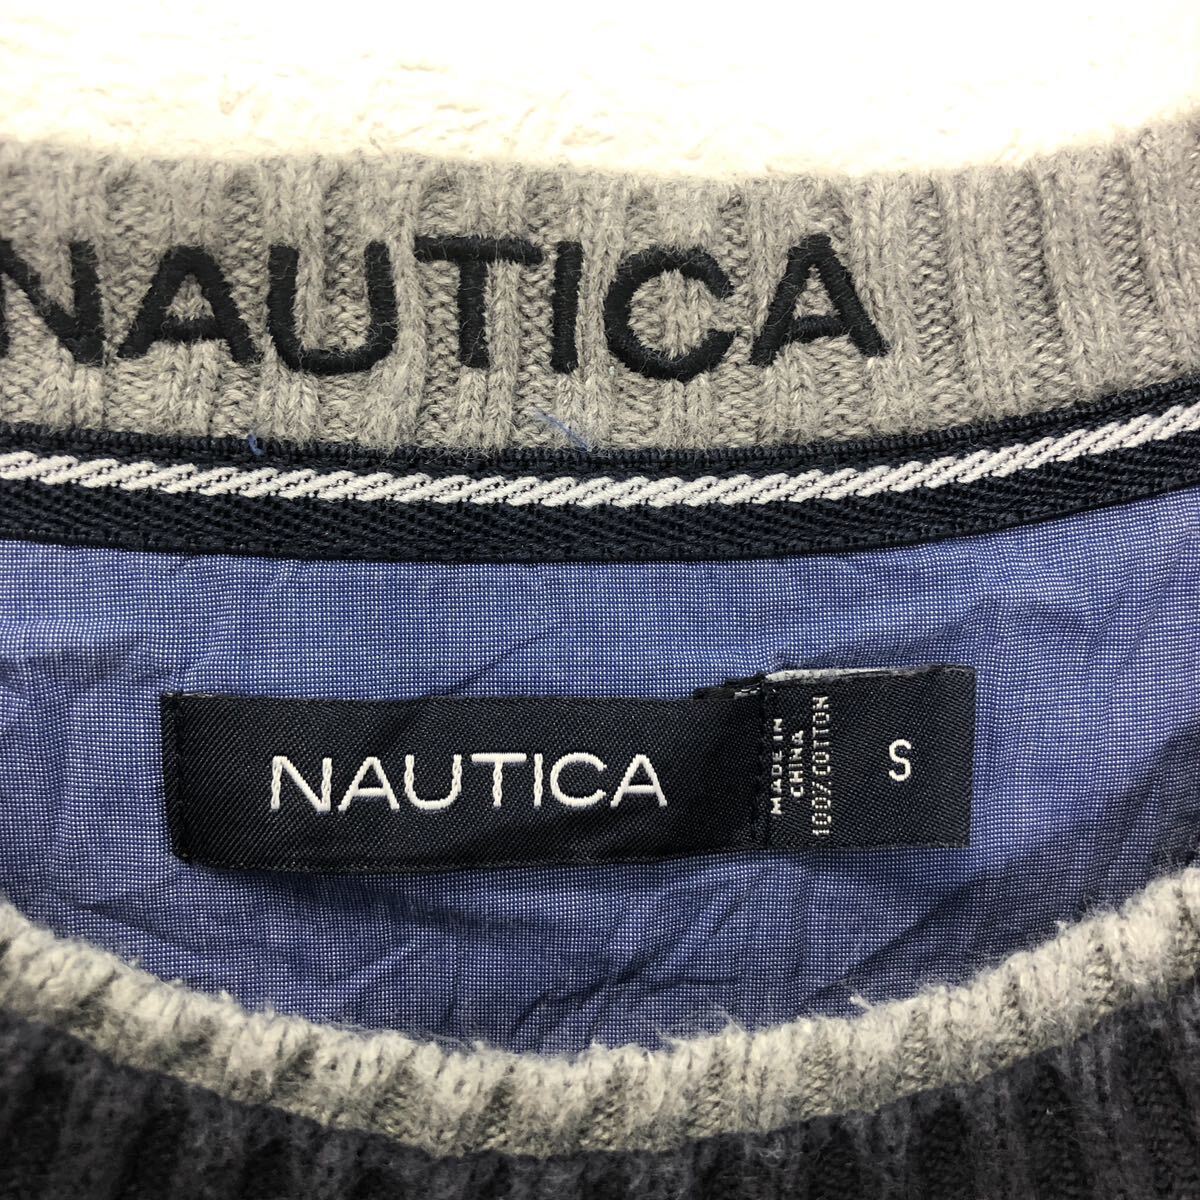 NAUTICA
NAUTICA
MADE IN
CHINA
100% COTTON
S